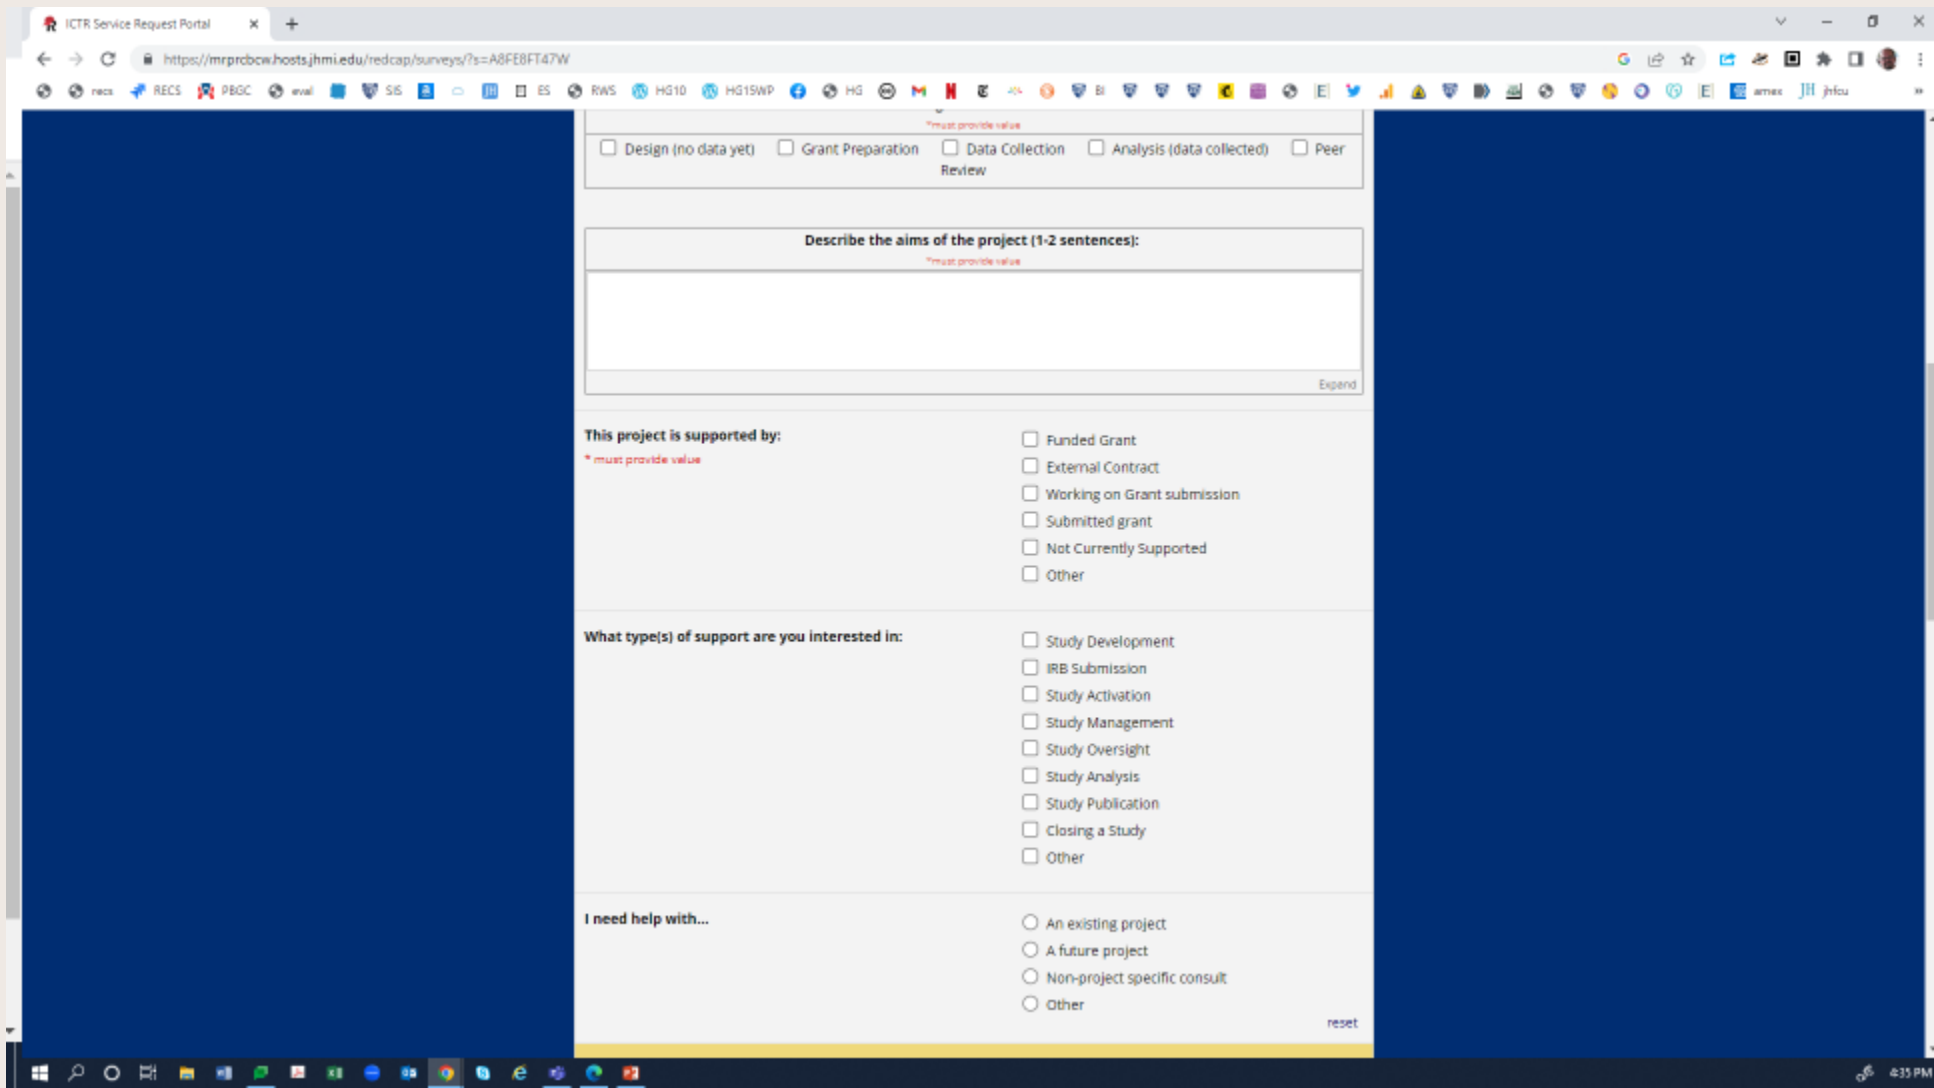 ICTR Service Request Portal
https://mrprcbcw.hosts.jhmi.edu/redcap/surveys/?s=A8FE8FT47W
recs RECS PBGC eval SIS ES RWS HG10 HG15WP HG BI amex jhfcu
*must provide value
Design (no data yet) Grant Preparation Data Collection Analysis (data collected) Peer
Review
Describe the aims of the project (1-2 sentences):
*must provide value
Expand
This project is supported by:
* must provide value
Funded Grant
External Contract
Working on Grant submission
Submitted grant
Not Currently Supported
Other
What type(s) of support are you interested in:
Study Development
IRB Submission
Study Activation
Study Management
Study Oversight
Study Analysis
Study Publication
Closing a Study
Other
I need help with...
An existing project
A future project
Non-project specific consult
Other
reset
4:35 PM